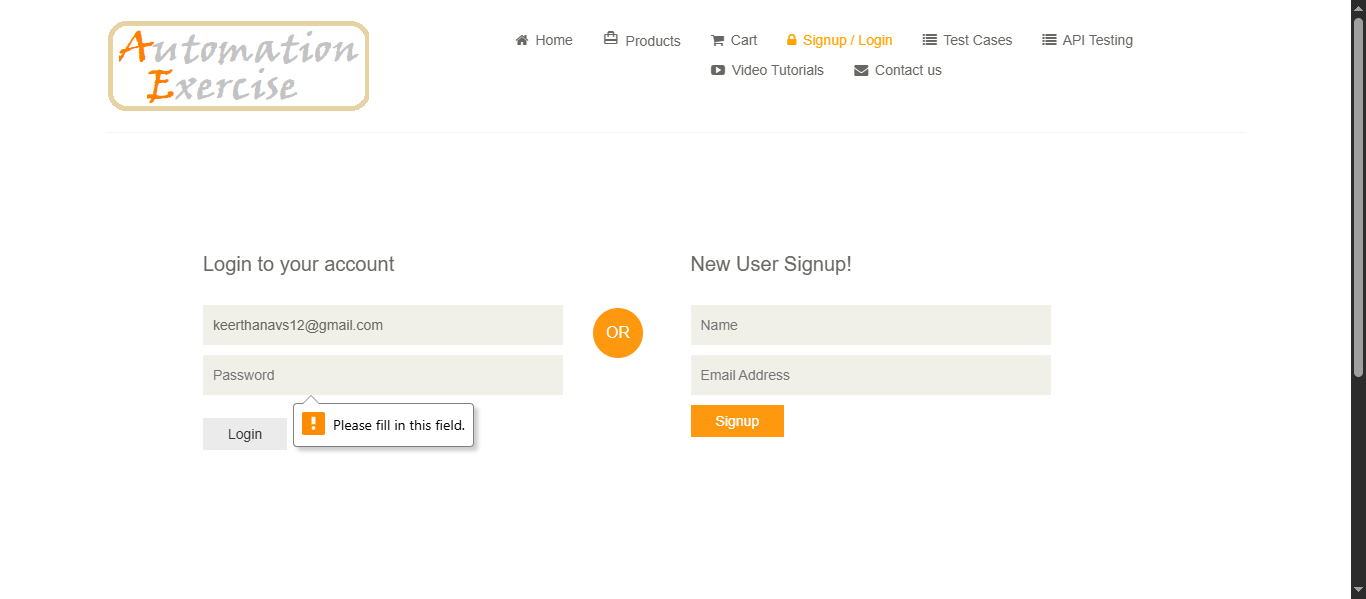 Automation
Exercise
Home Products Cart Signup / Login Test Cases API Testing
Video Tutorials Contact us
Login to your account
keerthanavs12@gmail.com
Password
Please fill in this field.
Login
OR
New User Signup!
Name
Email Address
Signup